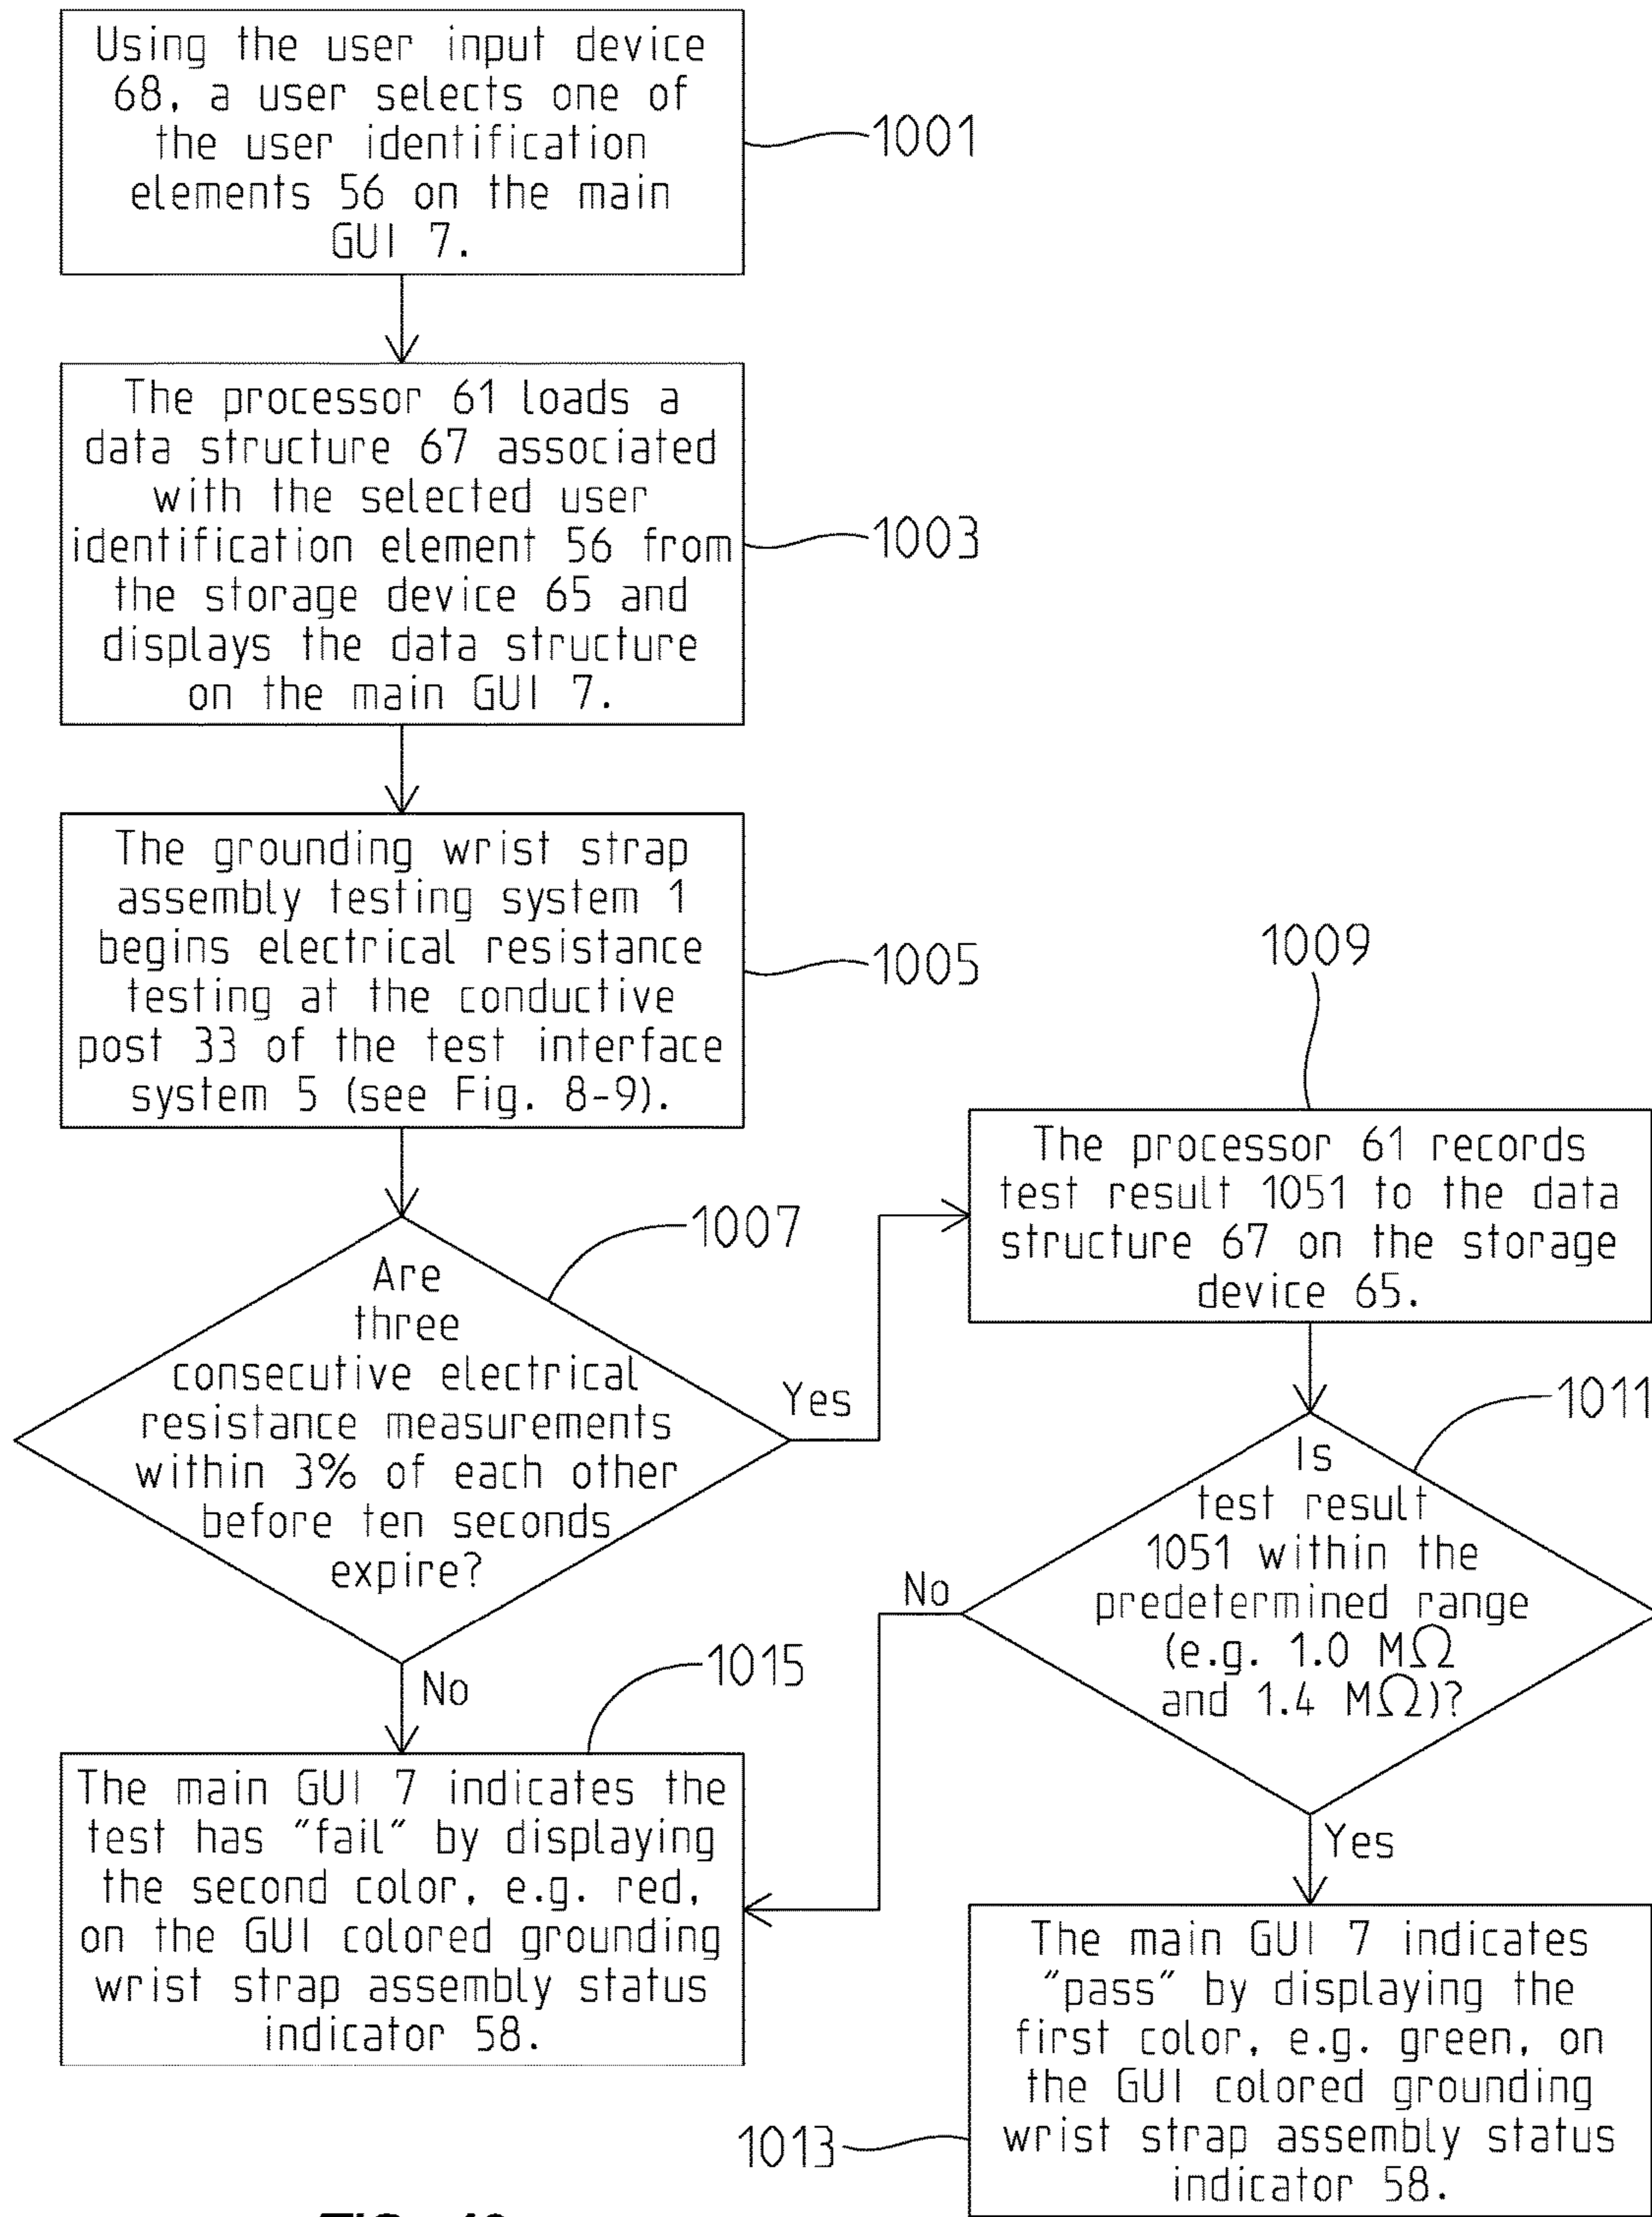 Using the user input device
68, a user selects one of
the user identification
elements 56 on the main
GUI 7.
1001
The processor 61 loads a
data structure 67 associated
with the selected user
identification element 56 from
the storage device 65 and
displays the data structure
on the main GUI 7.
1003
The grounding wrist strap
assembly testing system 1
begins electrical resistance
testing at the conductive
post 33 of the test interface
system 5 (see Fig. 8-9).
1005
Are
three
consecutive electrical
resistance measurements
within 3% of each other
before ten seconds
expire?
1007
Yes
No
1009
The processor 61 records
test result 1051 to the data
structure 67 on the storage
device 65.
1011
Is
test result
1051 within the
predetermined range
(e.g. 1.0 MΩ
and 1.4 MΩ)?
No
Yes
1015
The main GUI 7 indicates the
test has "fail" by displaying
the second color, e.g. red,
on the GUI colored grounding
wrist strap assembly status
indicator 58.
The main GUI 7 indicates
"pass" by displaying the
first color, e.g. green, on
the GUI colored grounding
wrist strap assembly status
indicator 58.
1013